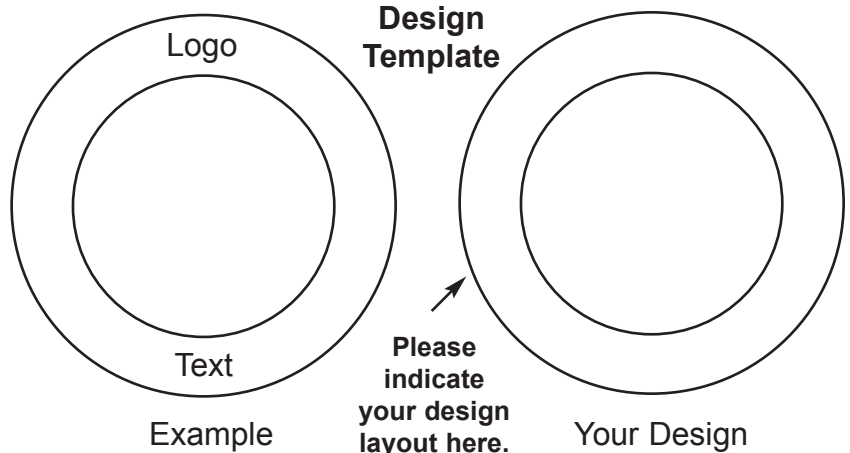 Design
Template
Logo
Text
Please
indicate
your design
layout here.
Example
Your Design